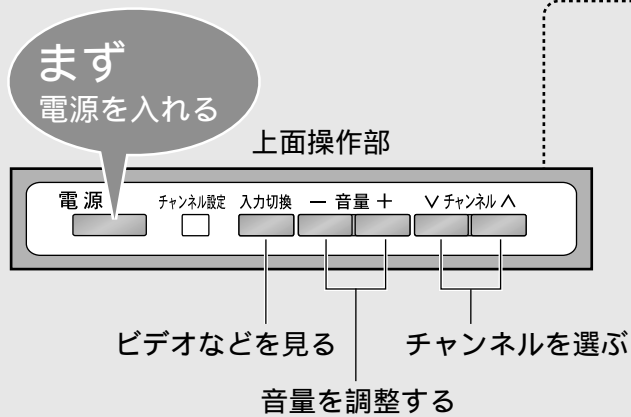 まず
電源を入れる
上面操作部
電源 チャンネル設定 入力切換 － 音量 ＋ ∨ チャンネル ∧
ビデオなどを見る チャンネルを選ぶ
音量を調整する